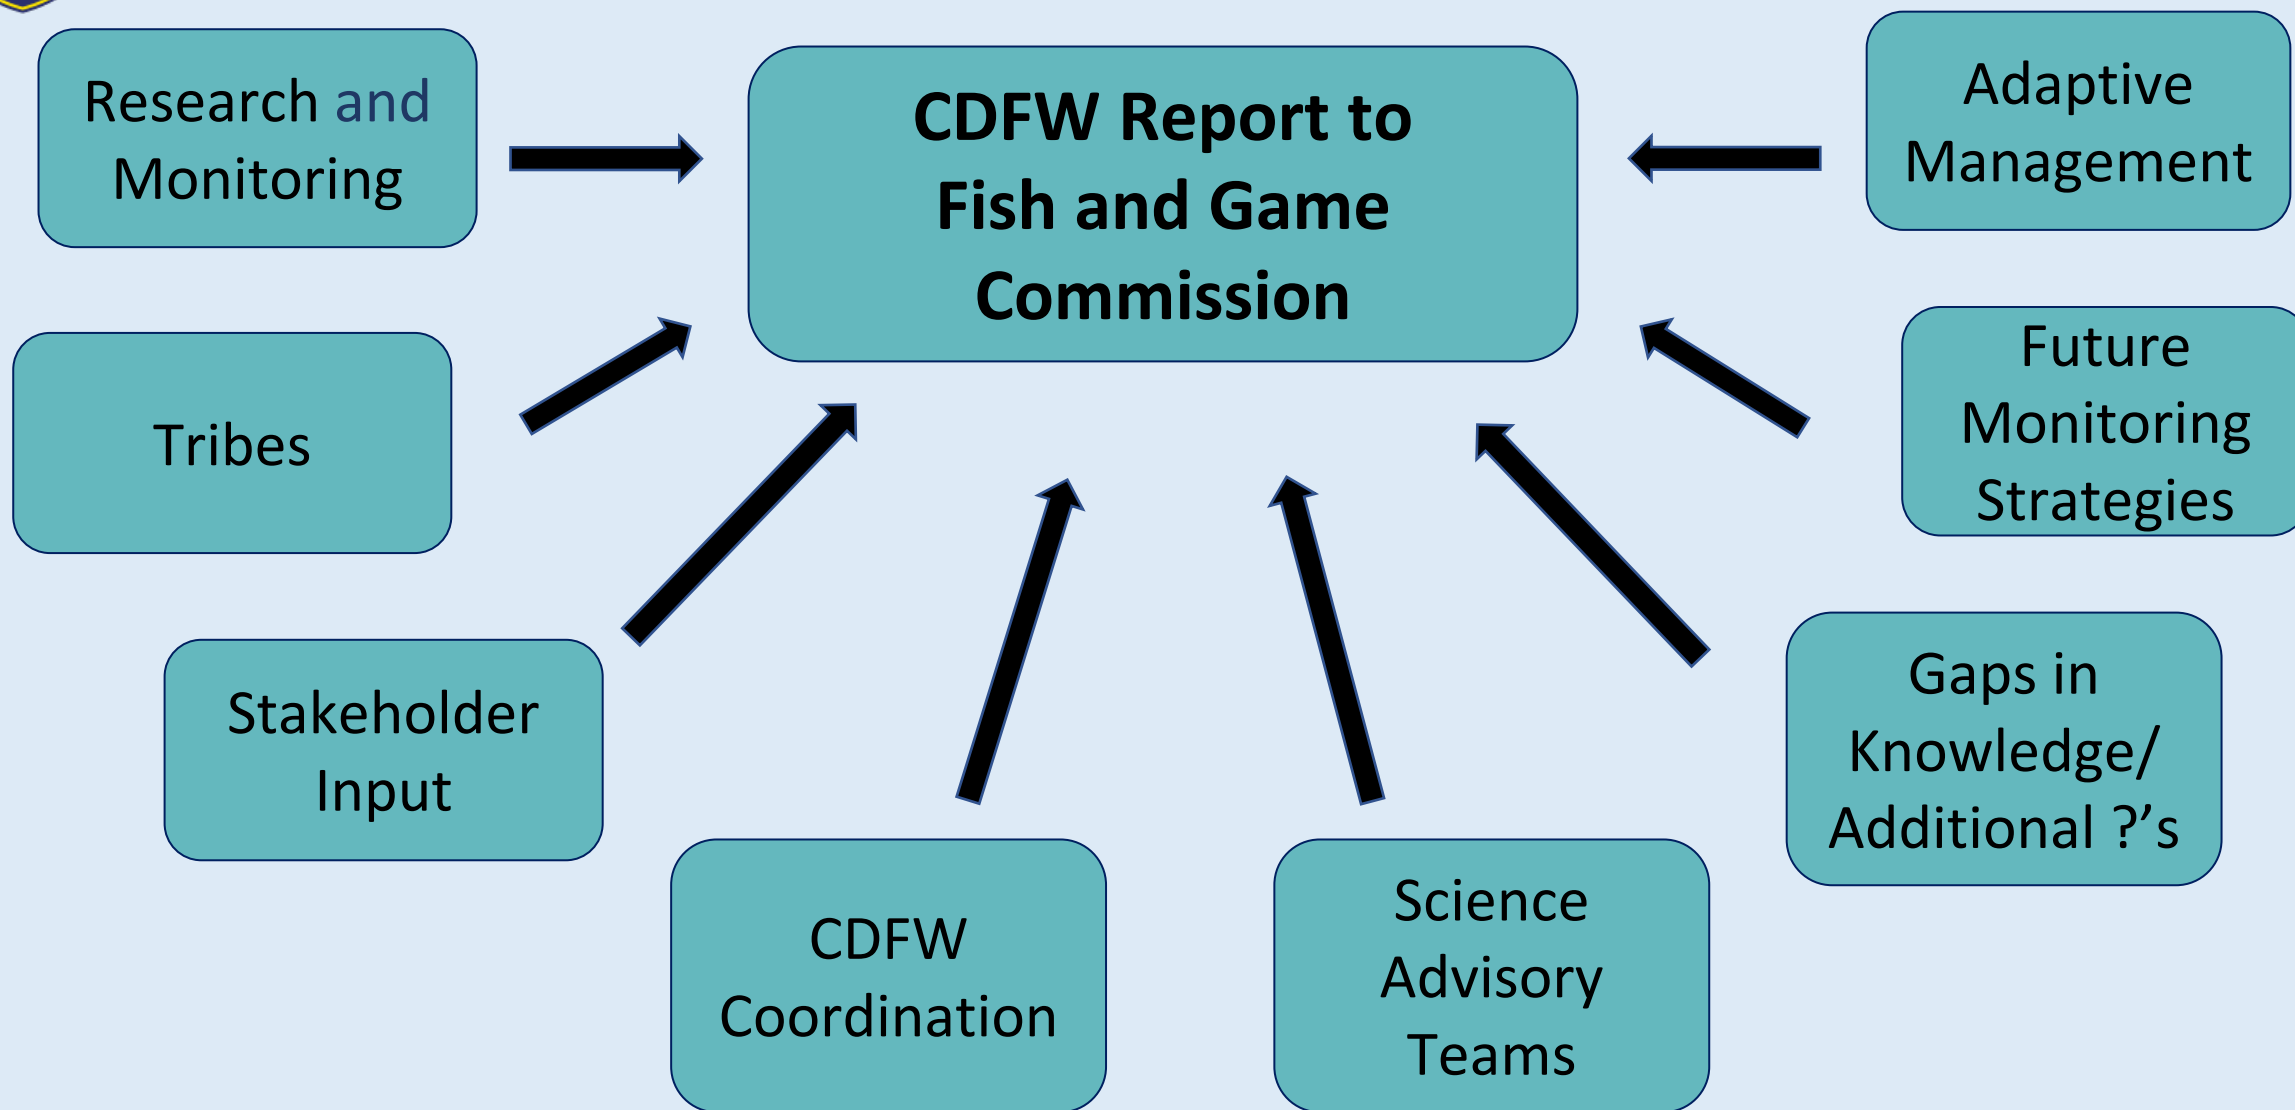 Research and
Monitoring
CDFW Report to
Fish and Game
Commission
Adaptive
Management
Tribes
Future
Monitoring
Strategies
Stakeholder
Input
Gaps in
Knowledge/
Additional ?’s
CDFW
Coordination
Science
Advisory
Teams